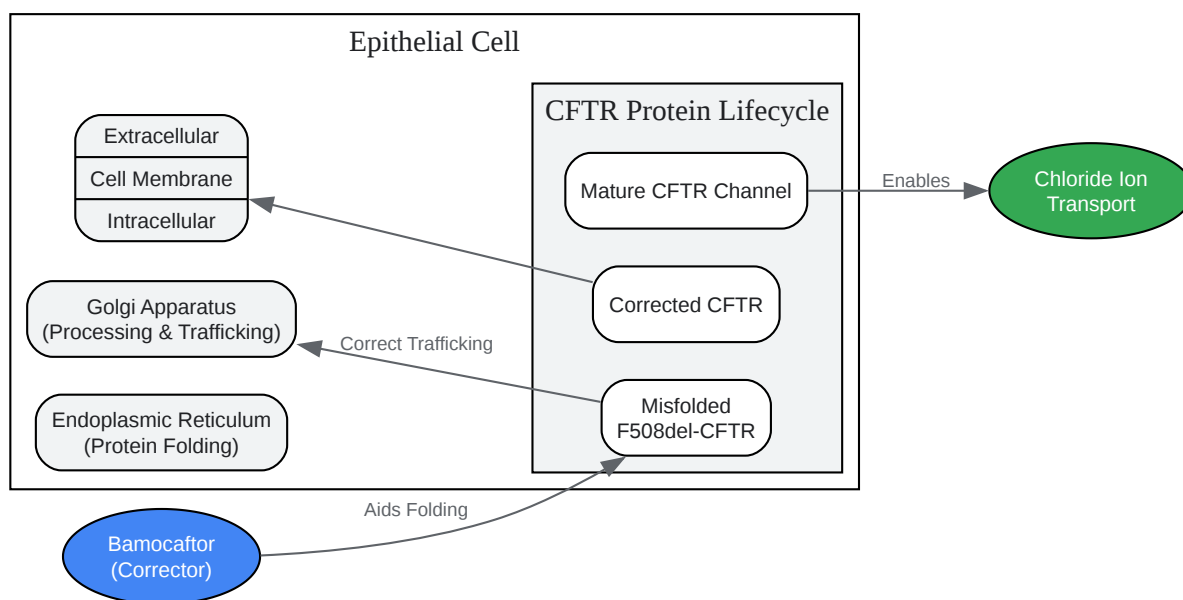 Epithelial Cell
CFTR Protein Lifecycle
Extracellular
Cell Membrane
Intracellular
Mature CFTR Channel
Enables
Chloride Ion
Transport
Corrected CFTR
Golgi Apparatus
(Processing & Trafficking)
Correct Trafficking
Misfolded
F508del-CFTR
Endoplasmic Reticulum
(Protein Folding)
Aids Folding
Bamocaftor
(Corrector)